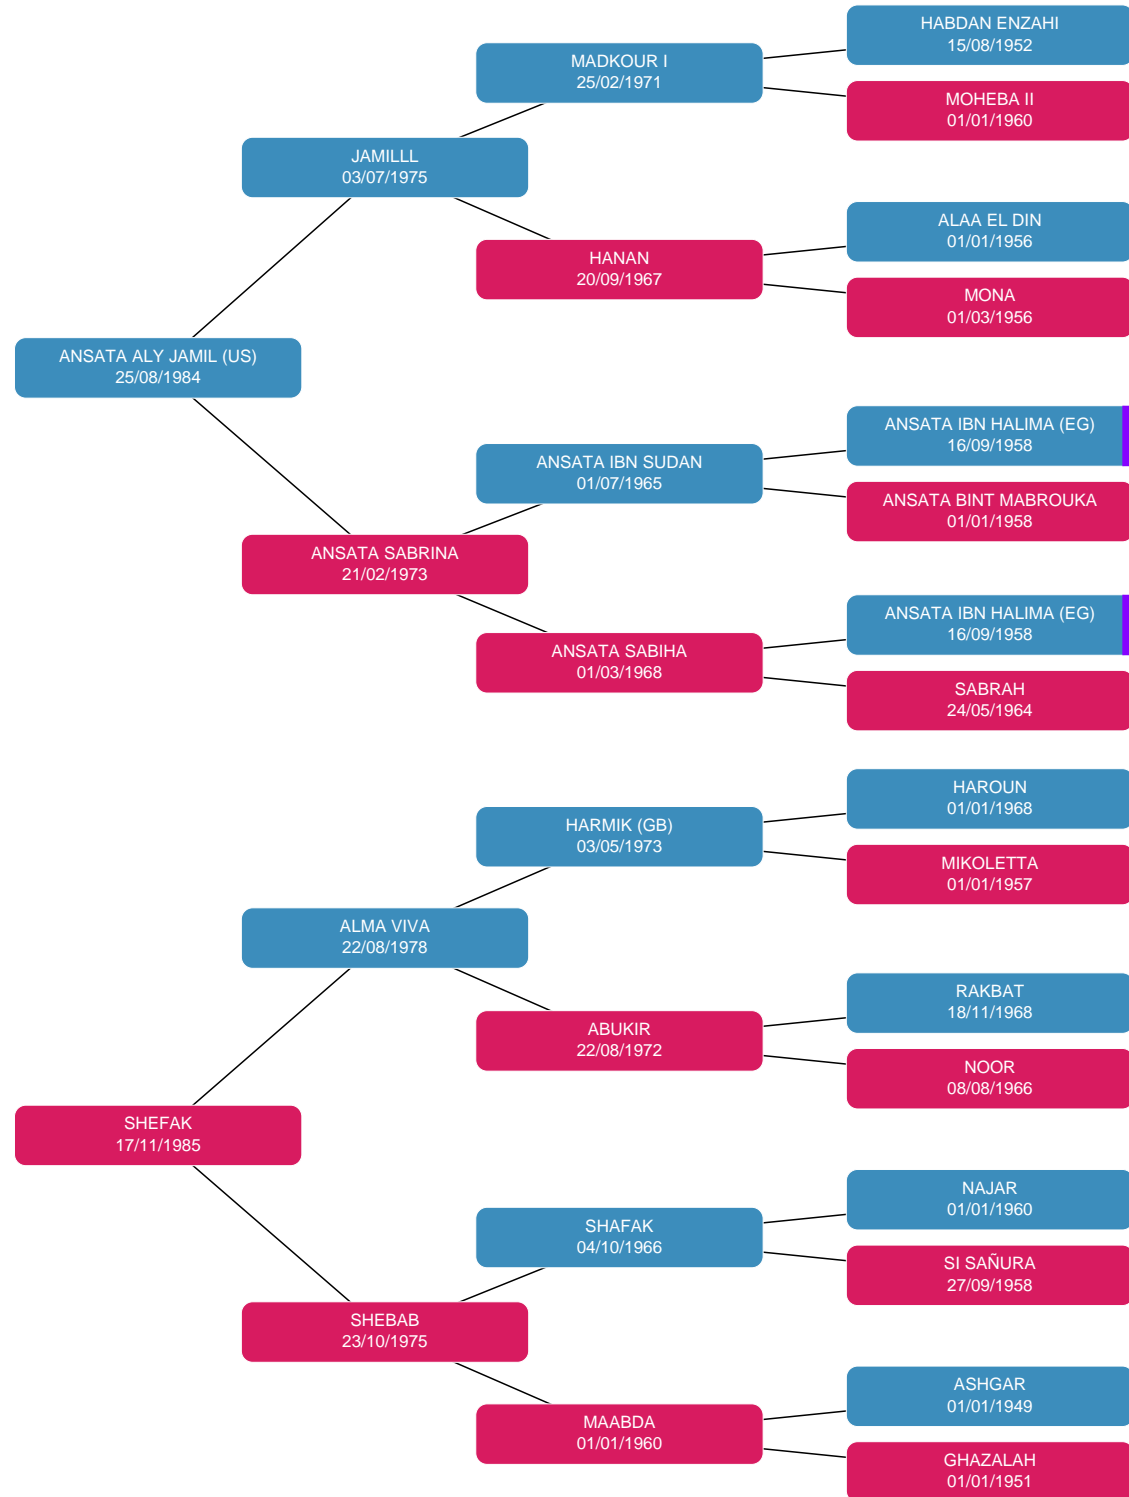 HABDAN ENZAHI
15/08/1952
MADKOUR I
25/02/1971
MOHEBA II
01/01/1960
JAMILLL
03/07/1975
ALAA EL DIN
01/01/1956
HANAN
20/09/1967
MONA
01/03/1956
ANSATA ALY JAMIL (US)
25/08/1984
ANSATA IBN HALIMA (EG)
16/09/1958
ANSATA IBN SUDAN
01/07/1965
ANSATA BINT MABROUKA
01/01/1958
ANSATA SABRINA
21/02/1973
ANSATA IBN HALIMA (EG)
16/09/1958
ANSATA SABIHA
01/03/1968
SABRAH
24/05/1964
HAROUN
01/01/1968
HARMIK (GB)
03/05/1973
MIKOLETTA
01/01/1957
ALMA VIVA
22/08/1978
RAKBAT
18/11/1968
ABUKIR
22/08/1972
NOOR
08/08/1966
SHEFAK
17/11/1985
NAJAR
01/01/1960
SHAFAK
04/10/1966
SI SAÑURA
27/09/1958
SHEBAB
23/10/1975
ASHGAR
01/01/1949
MAABDA
01/01/1960
GHAZALAH
01/01/1951